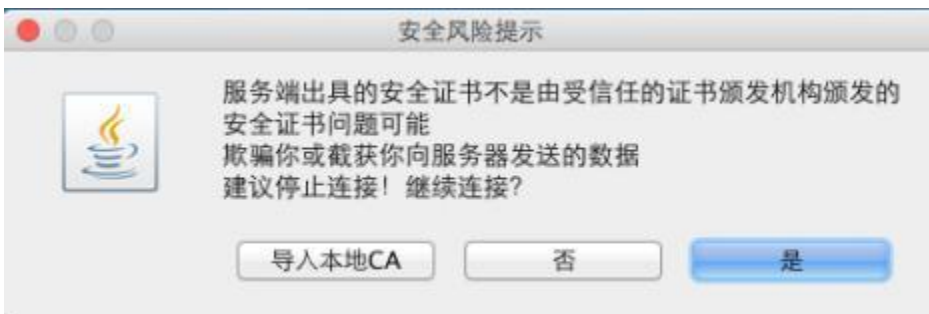 安全风险提示
服务端出具的安全证书不是由受信任的证书颁发机构颁发的
安全证书问题可能
欺骗你或截获你向服务器发送的数据
建议停止连接！继续连接？
导入本地CA
否
是